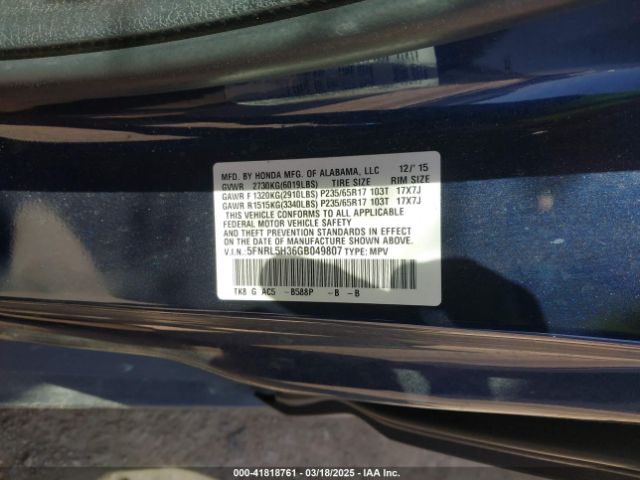 MFD. BY HONDA MFG. OF ALABAMA, LLC 12/'15
GVWR 2730KG(6019LBS) TIRE SIZE RIM SIZE
GAWR F 1320KG(2910LBS) P235/65R17 103T 17X7J
GAWR R 1515KG(3340LBS) P235/65R17 103T 17X7J
THIS VEHICLE CONFORMS TO ALL APPLICABLE
FEDERAL MOTOR VEHICLE SAFETY
AND THEFT PREVENTION STANDARDS IN EFFECT
ON THE DATE OF MANUFACTURE SHOWN ABOVE.
V.I.N.: 5FNRL5H36GB049807 TYPE: MPV
TK8 G AC5 -B588P -B -B
000-41818761 | 03/18/2025 | IAA